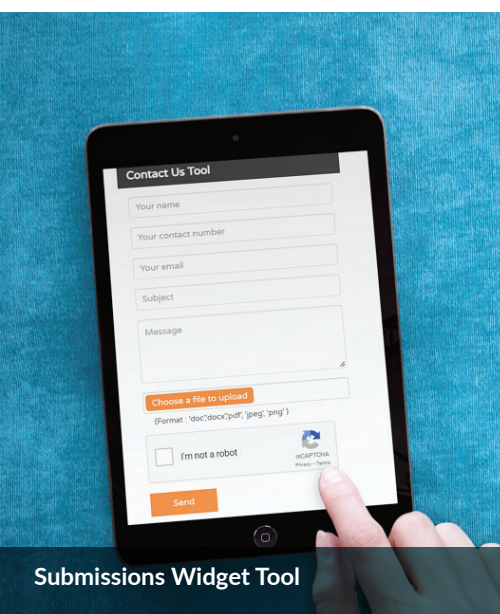 Contact Us Tool
Your name
Your contact number
Your email
Subject
Message
Choose a file to upload
(Format : 'doc','docx','pdf', 'jpeg', 'png' )
I'm not a robot
reCAPTCHA
Privacy - Terms
Send
Submissions Widget Tool